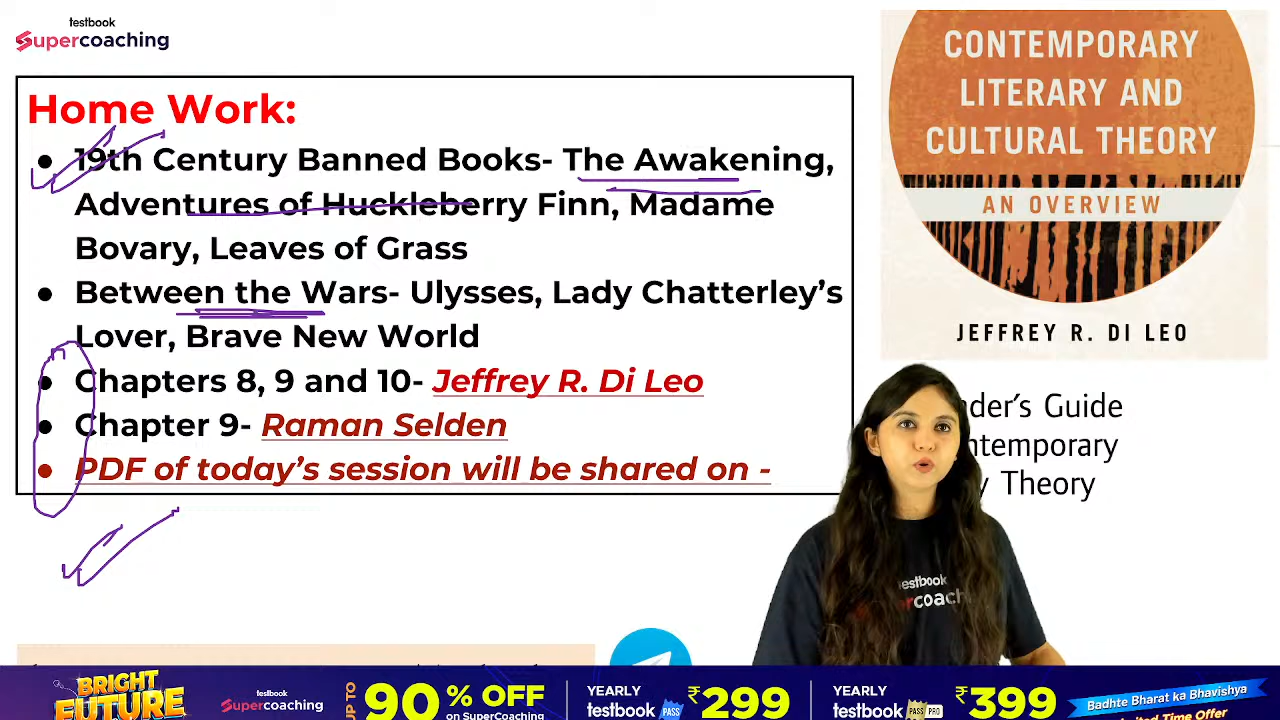 testbook
Supercoaching
Home Work:
● 19th Century Banned Books- The Awakening,
Adventures of Huckleberry Finn, Madame
Bovary, Leaves of Grass
● Between the Wars- Ulysses, Lady Chatterley's
Lover, Brave New World
● Chapters 8, 9 and 10- Jeffrey R. Di Leo
● Chapter 9- Raman Selden
● PDF of today's session will be shared on -
CONTEMPORARY
LITERARY AND
CULTURAL THEORY
AN OVERVIEW
JEFFREY R. DI LEO
Guide
Theory
testbook
BRIGHT
FUTURE
testbook
Supercoaching
UPTO
90% OFF
on SuperCoaching
YEARLY
testbook PASS
₹299
YEARLY
testbook PASS PRO
₹399
Badhte Bharat ka Bhavishya
Time Offer